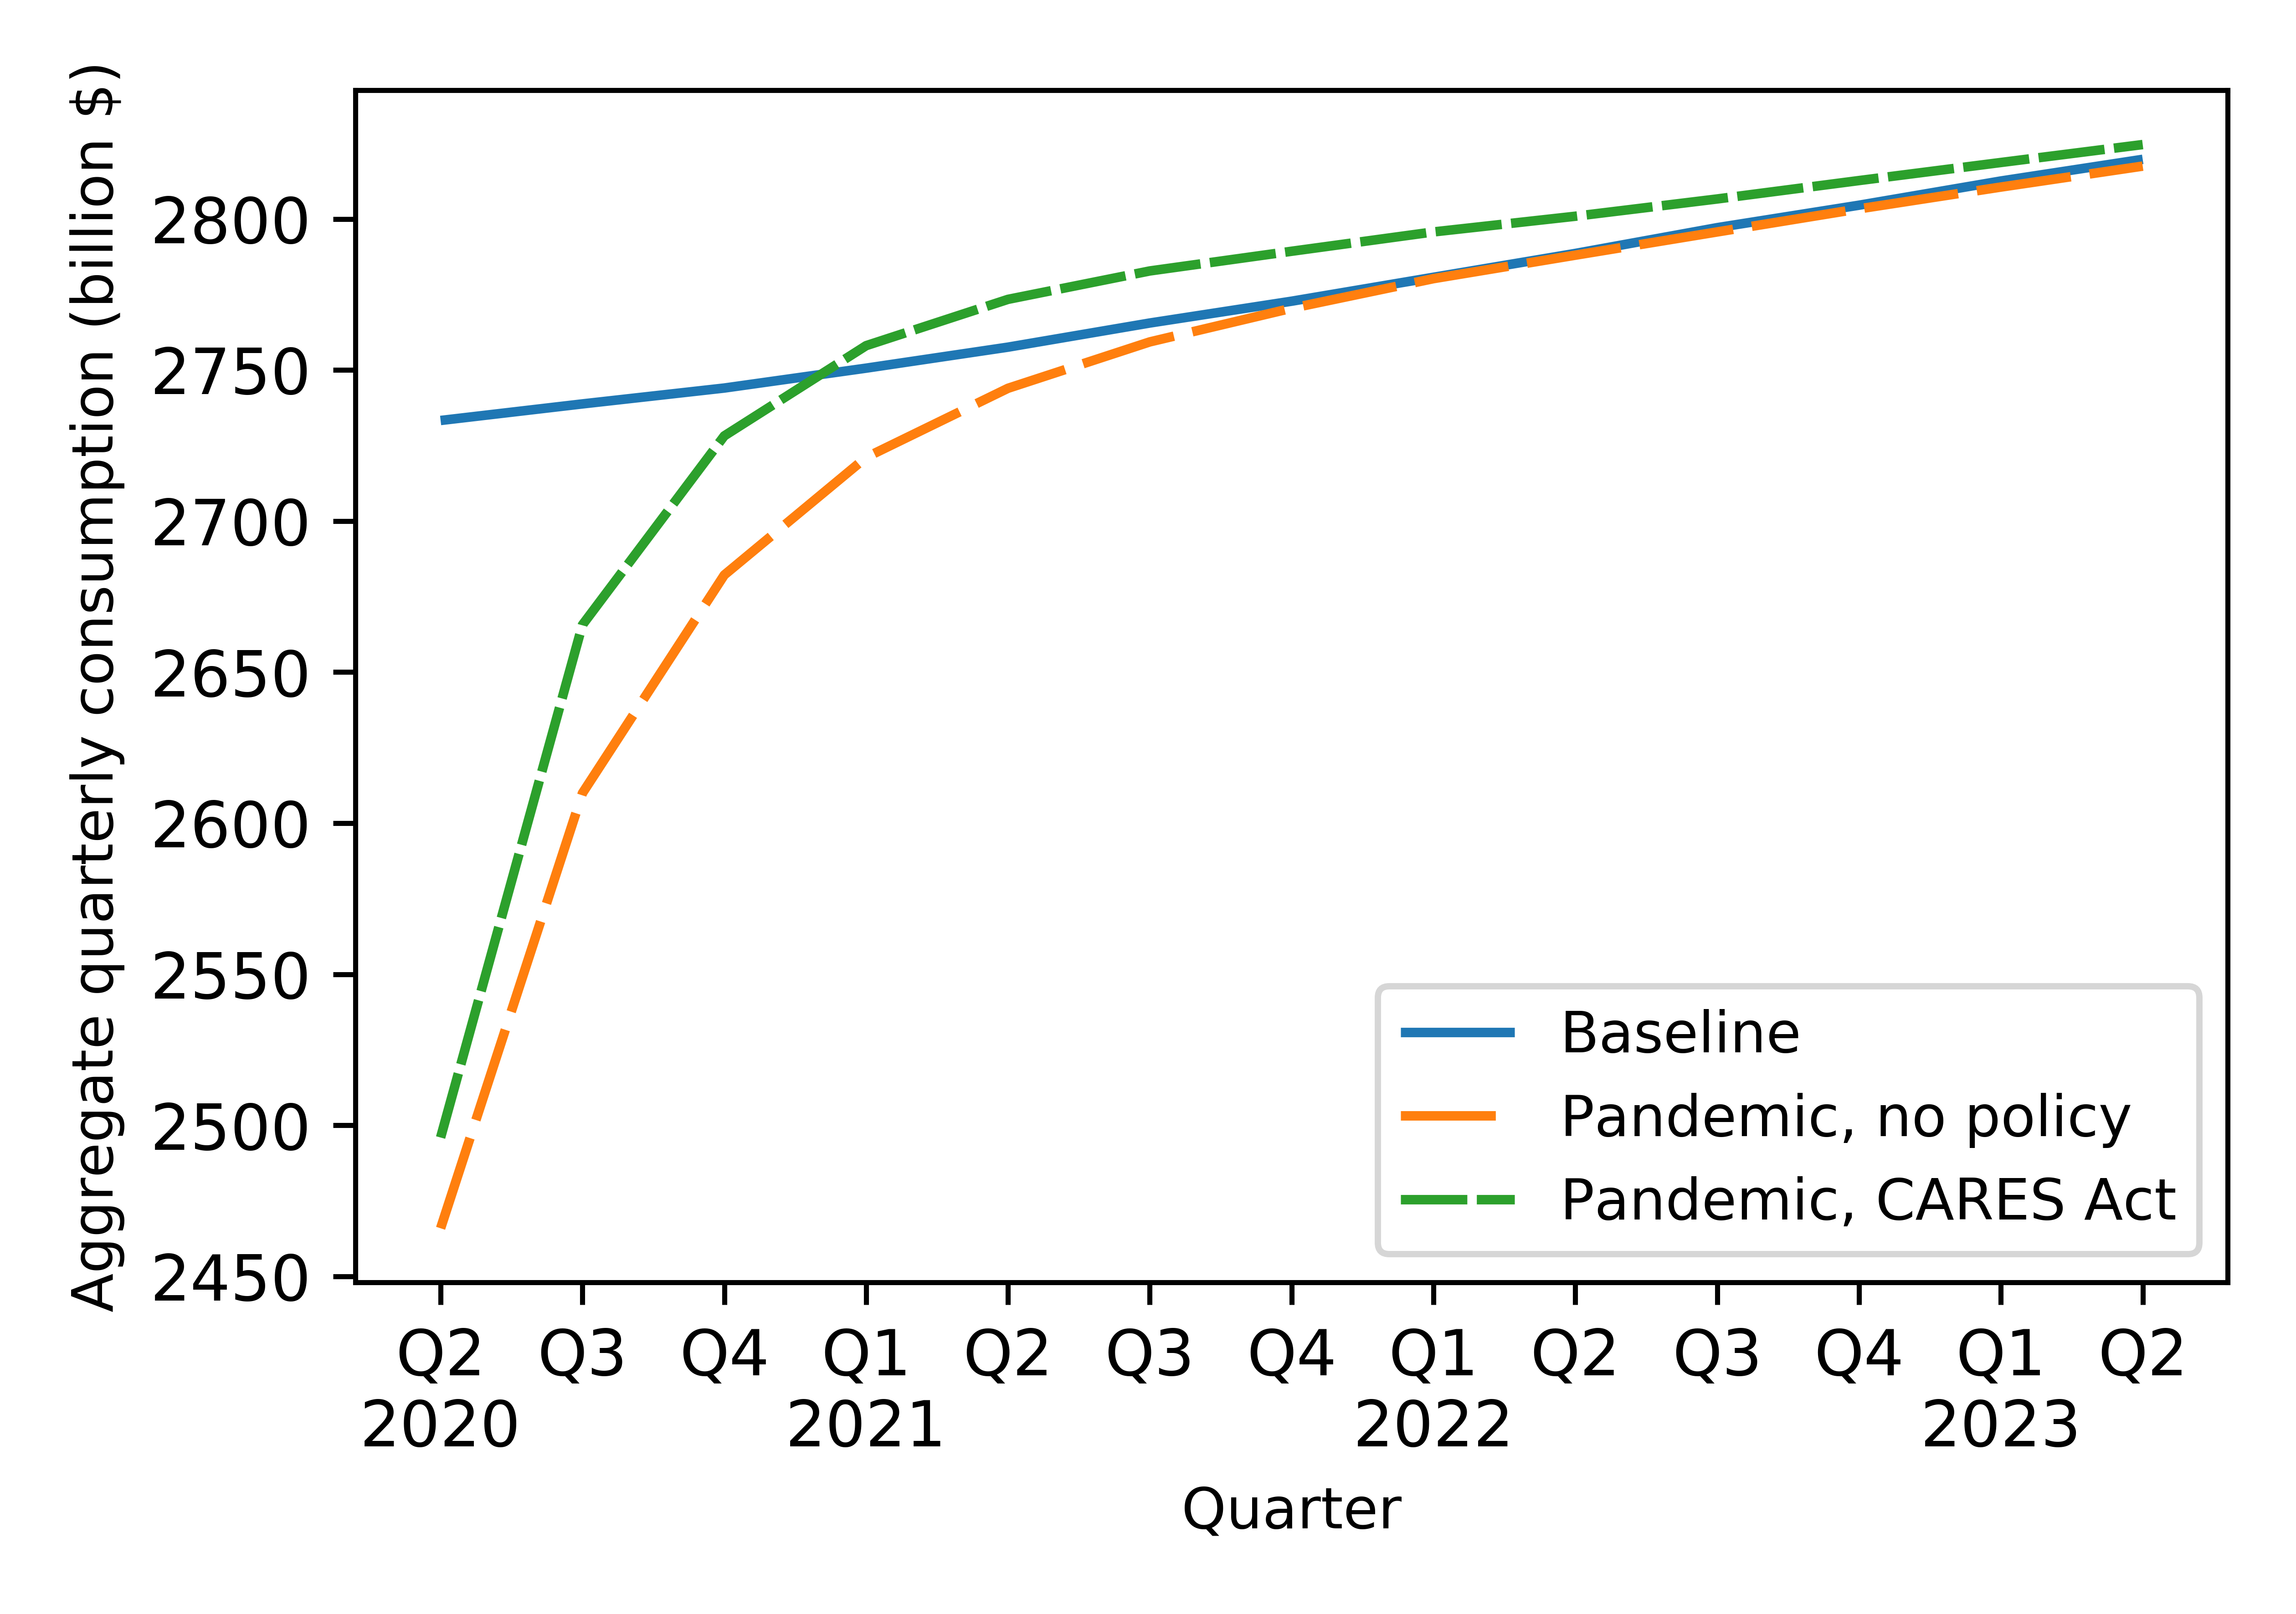 Aggregate quarterly consumption (billion $)
2800
2750
2700
2650
2600
2550
2500
2450
Baseline
Pandemic, no policy
Pandemic, CARES Act
Q2 Q3 Q4 Q1 Q2 Q3 Q4 Q1 Q2 Q3 Q4 Q1 Q2
2020 2021 2022 2023
Quarter